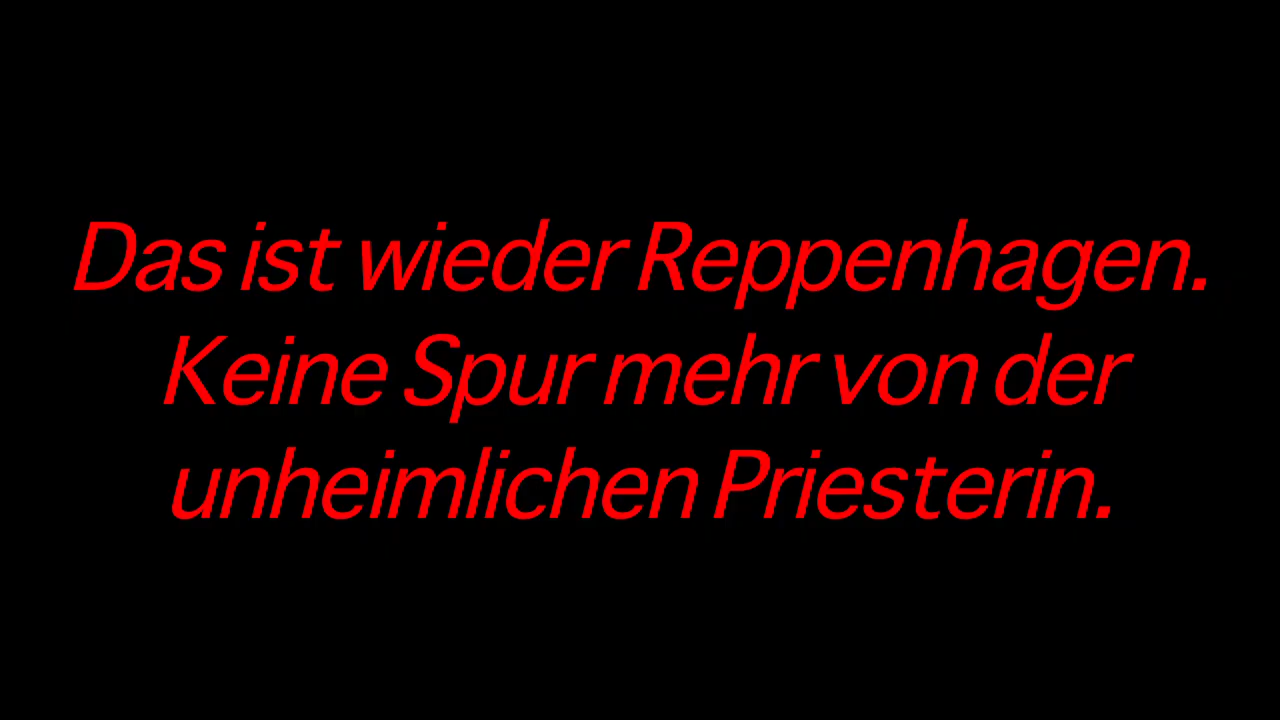 Das ist wieder Reppenhagen.
Keine Spur mehr von der
unheimlichen Priesterin.